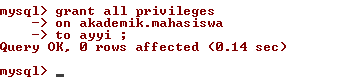 mysql> grant all privileges
-> on akademik.mahasiswa
-> to ayyi ;
Query OK, 0 rows affected (0.14 sec)
mysql> _